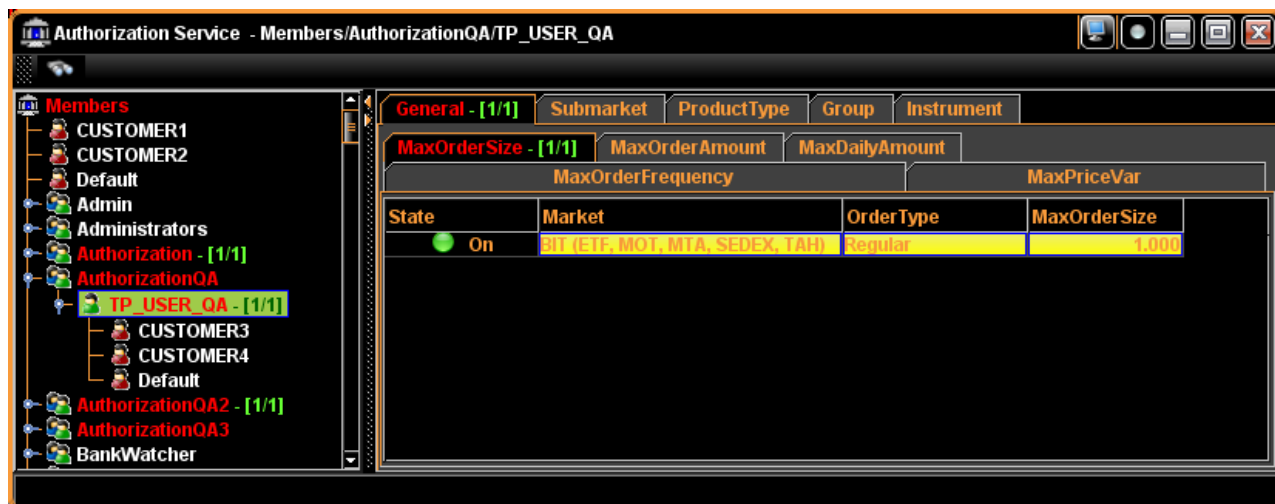 Authorization Service - Members/AuthorizationQA/TP_USER_QA
Members
CUSTOMER1
CUSTOMER2
Default
Admin
Administrators
Authorization - [1/1]
AuthorizationQA
TP_USER_QA - [1/1]
CUSTOMER3
CUSTOMER4
Default
AuthorizationQA2 - [1/1]
AuthorizationQA3
BankWatcher
General - [1/1] Submarket ProductType Group Instrument
MaxOrderSize - [1/1] MaxOrderAmount MaxDailyAmount
MaxOrderFrequency MaxPriceVar
State Market OrderType MaxOrderSize
On BIT (ETF, MOT, MTA, SEDEX, TAH) Regular 1.000